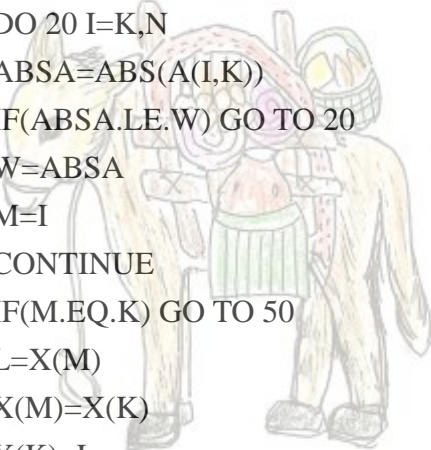 DO 20 I=K,N
ABSA=ABS(A(I,K))
IF(ABSA.LE.W) GO TO 20
W=ABSA
M=I
CONTINUE
IF(M.EQ.K) GO TO 50
L=X(M)
X(M)=X(K)